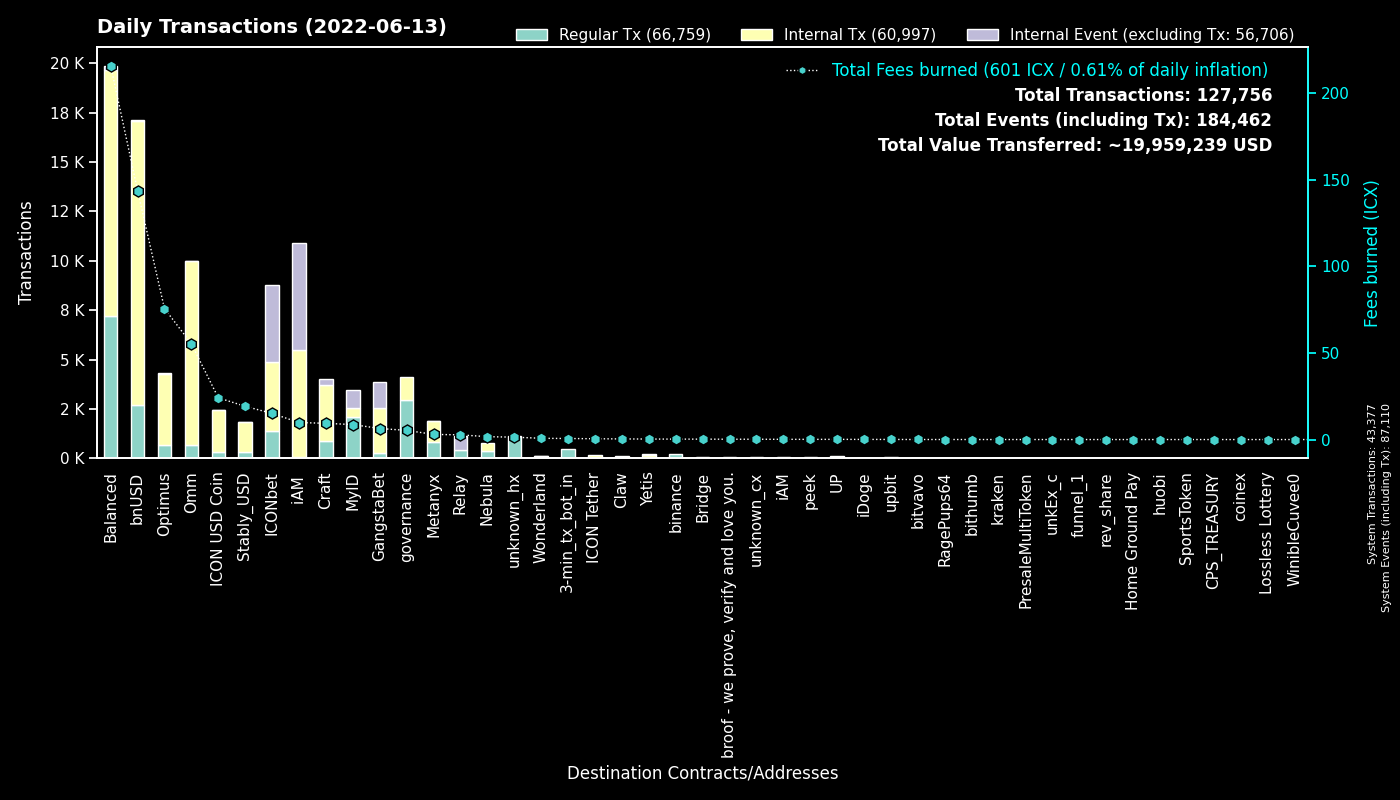 Daily Transactions (2022-06-13)
Regular Tx (66,759)
Internal Tx (60,997)
Internal Event (excluding Tx: 56,706)
Total Fees burned (601 ICX / 0.61% of daily inflation)
Total Transactions: 127,756
Total Events (including Tx): 184,462
Total Value Transferred: ~19,959,239 USD
Transactions
20 K
18 K
15 K
12 K
10 K
8 K
5 K
2 K
0 K
200
150
100
50
0
Fees burned (ICX)
System Transactions: 43,377
System Events (including Tx): 87,110
Balanced
bnUSD
Optimus
Omm
ICON USD Coin
Stably_USD
ICONbet
iAM
Craft
MyID
GangstaBet
governance
Metanyx
Relay
Nebula
unknown_hx
Wonderland
3-min_tx_bot_in
ICON Tether
Claw
Yetis
binance
Bridge
broof - we prove, verify and love you.
unknown_cx
iAM
peek
UP
iDoge
upbit
bitvavo
RagePups64
bithumb
kraken
PresaleMultiToken
unkEx_c
funnel_1
rev_share
Home Ground Pay
huobi
SportsToken
CPS_TREASURY
coinex
Lossless Lottery
WinibleCuvee0
Destination Contracts/Addresses